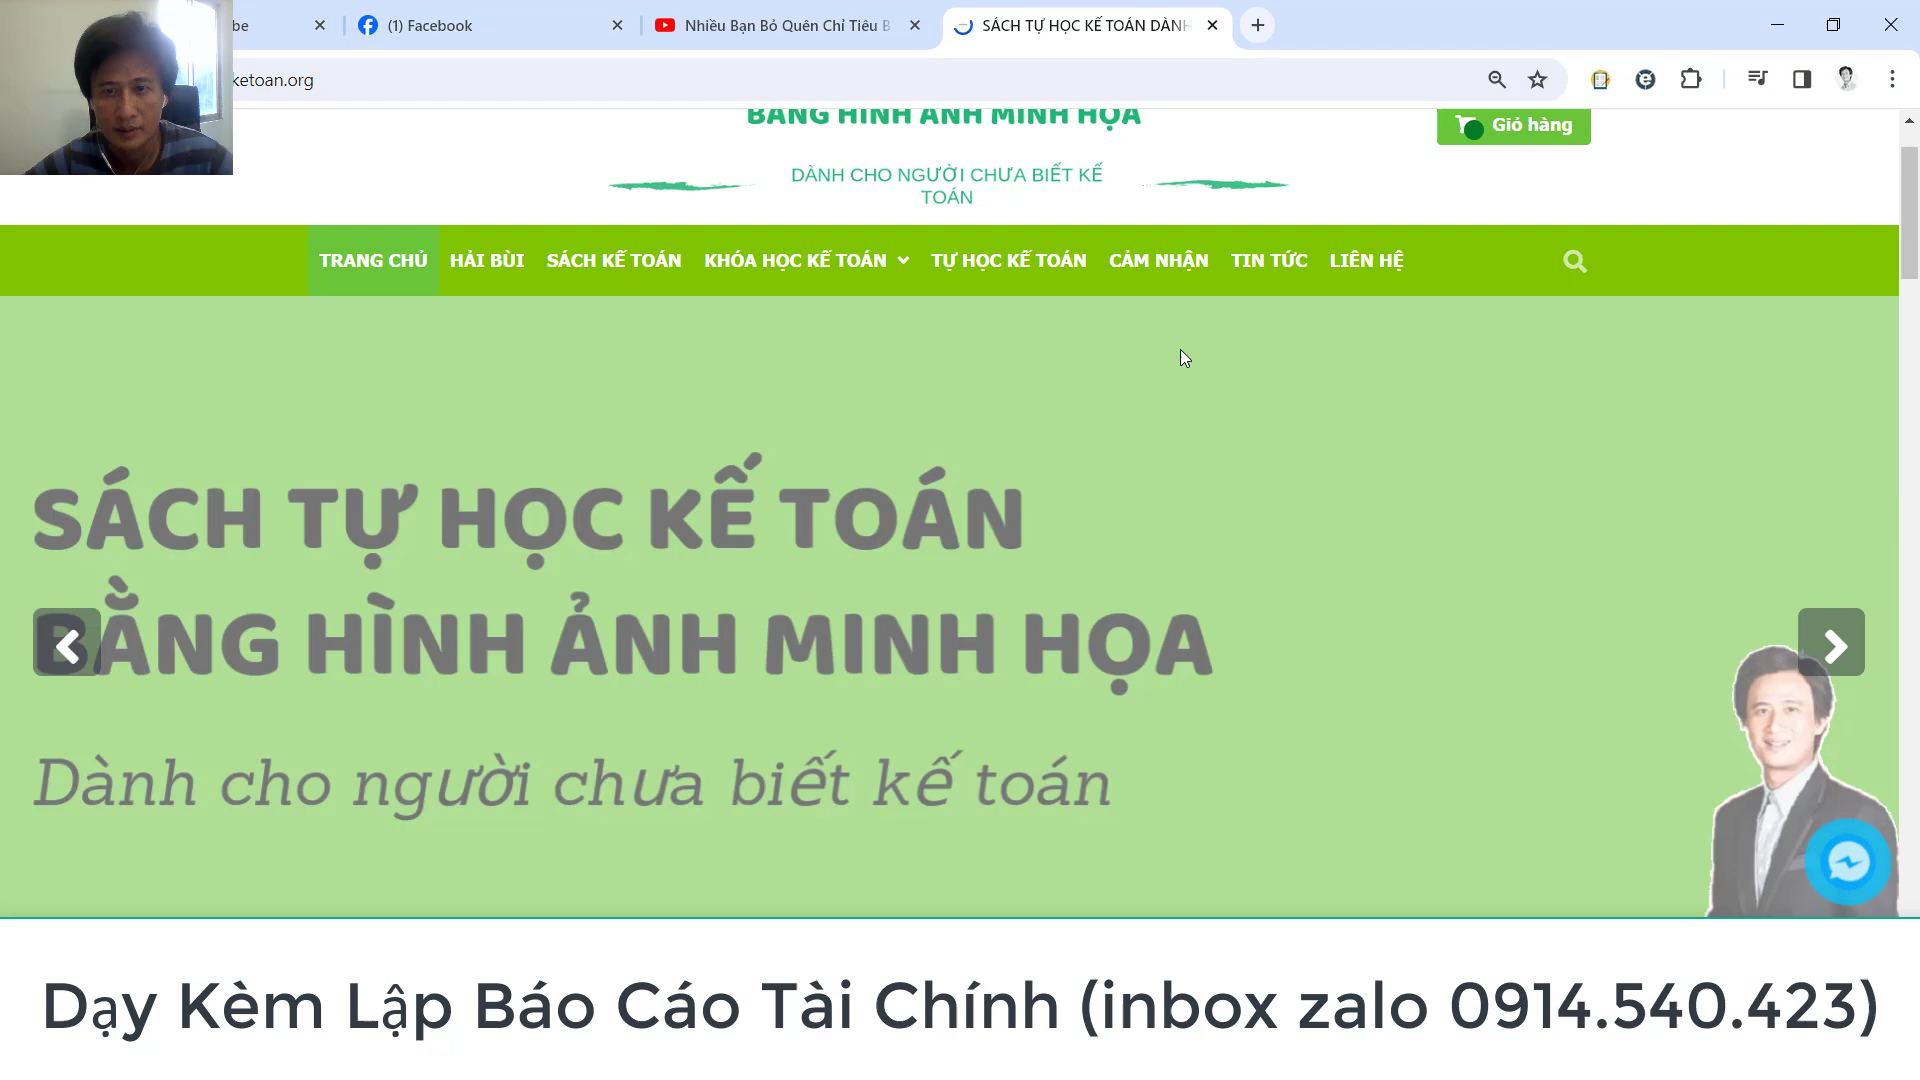 be
(1) Facebook
Nhiều Bạn Bỏ Quên Chỉ Tiêu B
SÁCH TỰ HỌC KẾ TOÁN DÀNH
ketoan.org
BẰNG HÌNH ẢNH MINH HỌA
Giỏ hàng
DÀNH CHO NGƯỜI CHƯA BIẾT KẾ
TOÁN
TRANG CHỦ HẢI BÙI SÁCH KẾ TOÁN KHÓA HỌC KẾ TOÁN TỰ HỌC KẾ TOÁN CẢM NHẬN TIN TỨC LIÊN HỆ
SÁCH TỰ HỌC KẾ TOÁN
BẰNG HÌNH ẢNH MINH HỌA
Dành cho người chưa biết kế toán
Dạy Kèm Lập Báo Cáo Tài Chính (inbox zalo 0914.540.423)